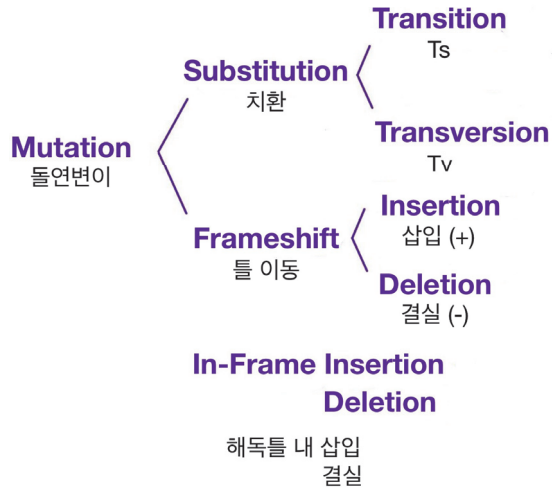 Transition
Ts
Substitution
치환
Transversion
Tv
Mutation
돌연변이
Insertion
삽입 (+)
Frameshift
틀 이동
Deletion
결실 (-)
In-Frame Insertion
Deletion
해독틀 내 삽입
결실